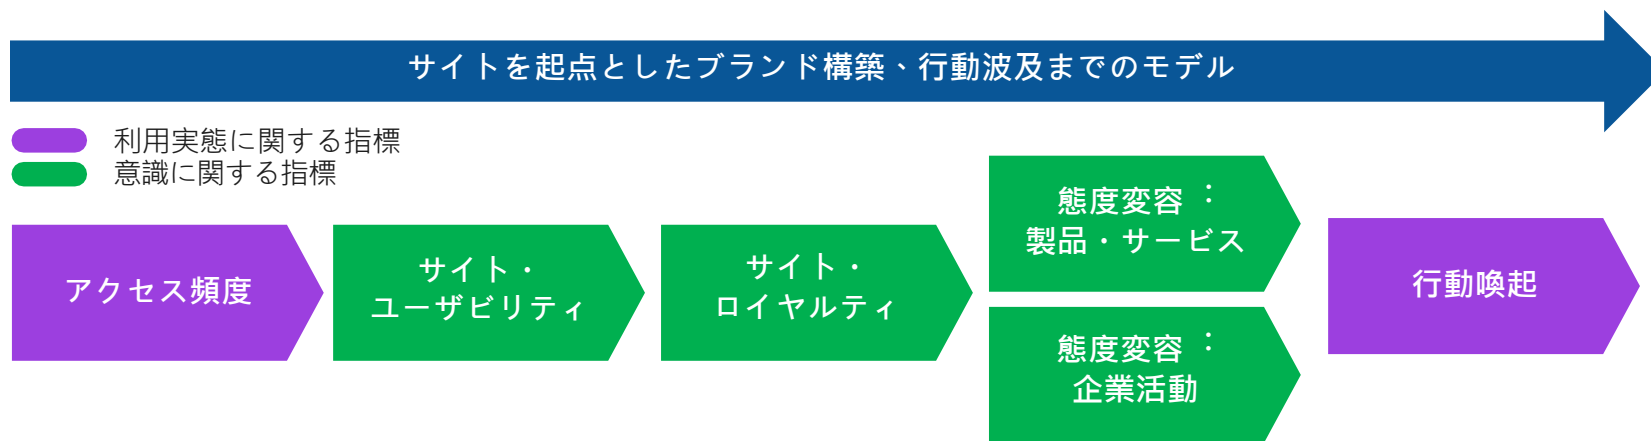 サイトを起点としたブランド構築、行動波及までのモデル
利用実態に関する指標
意識に関する指標
アクセス頻度
サイト・
ユーザビリティ
サイト・
ロイヤルティ
態度変容：
製品・サービス
態度変容：
企業活動
行動喚起